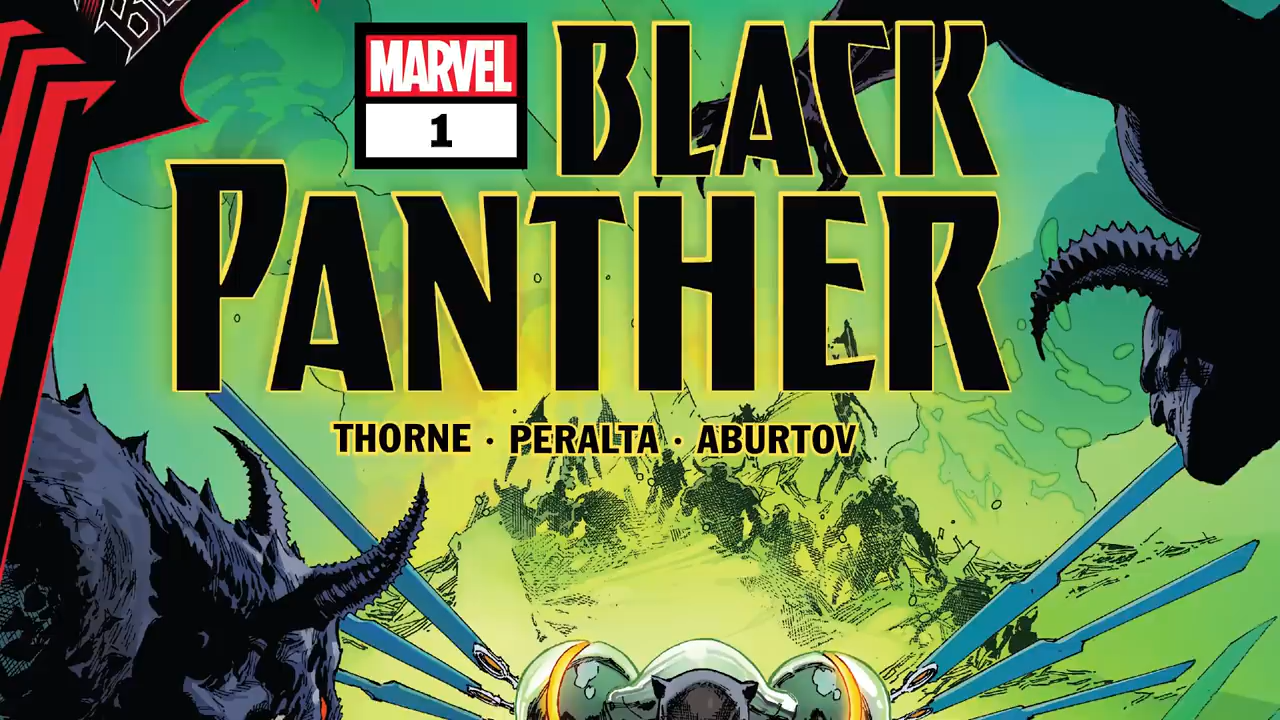 MARVEL
1
BLACK
PANTHER
THORNE · PERALTA · ABURTOV